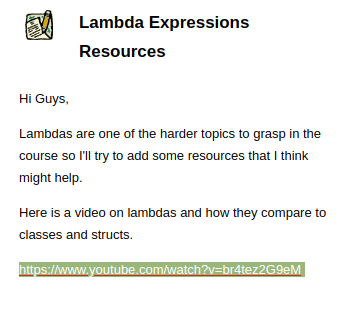 Lambda Expressions
Resources
Hi Guys,
Lambdas are one of the harder topics to grasp in the
course so I'll try to add some resources that I think
might help.
Here is a video on lambdas and how they compare to
classes and structs.
https://www.youtube.com/watch?v=br4tez2G9eM